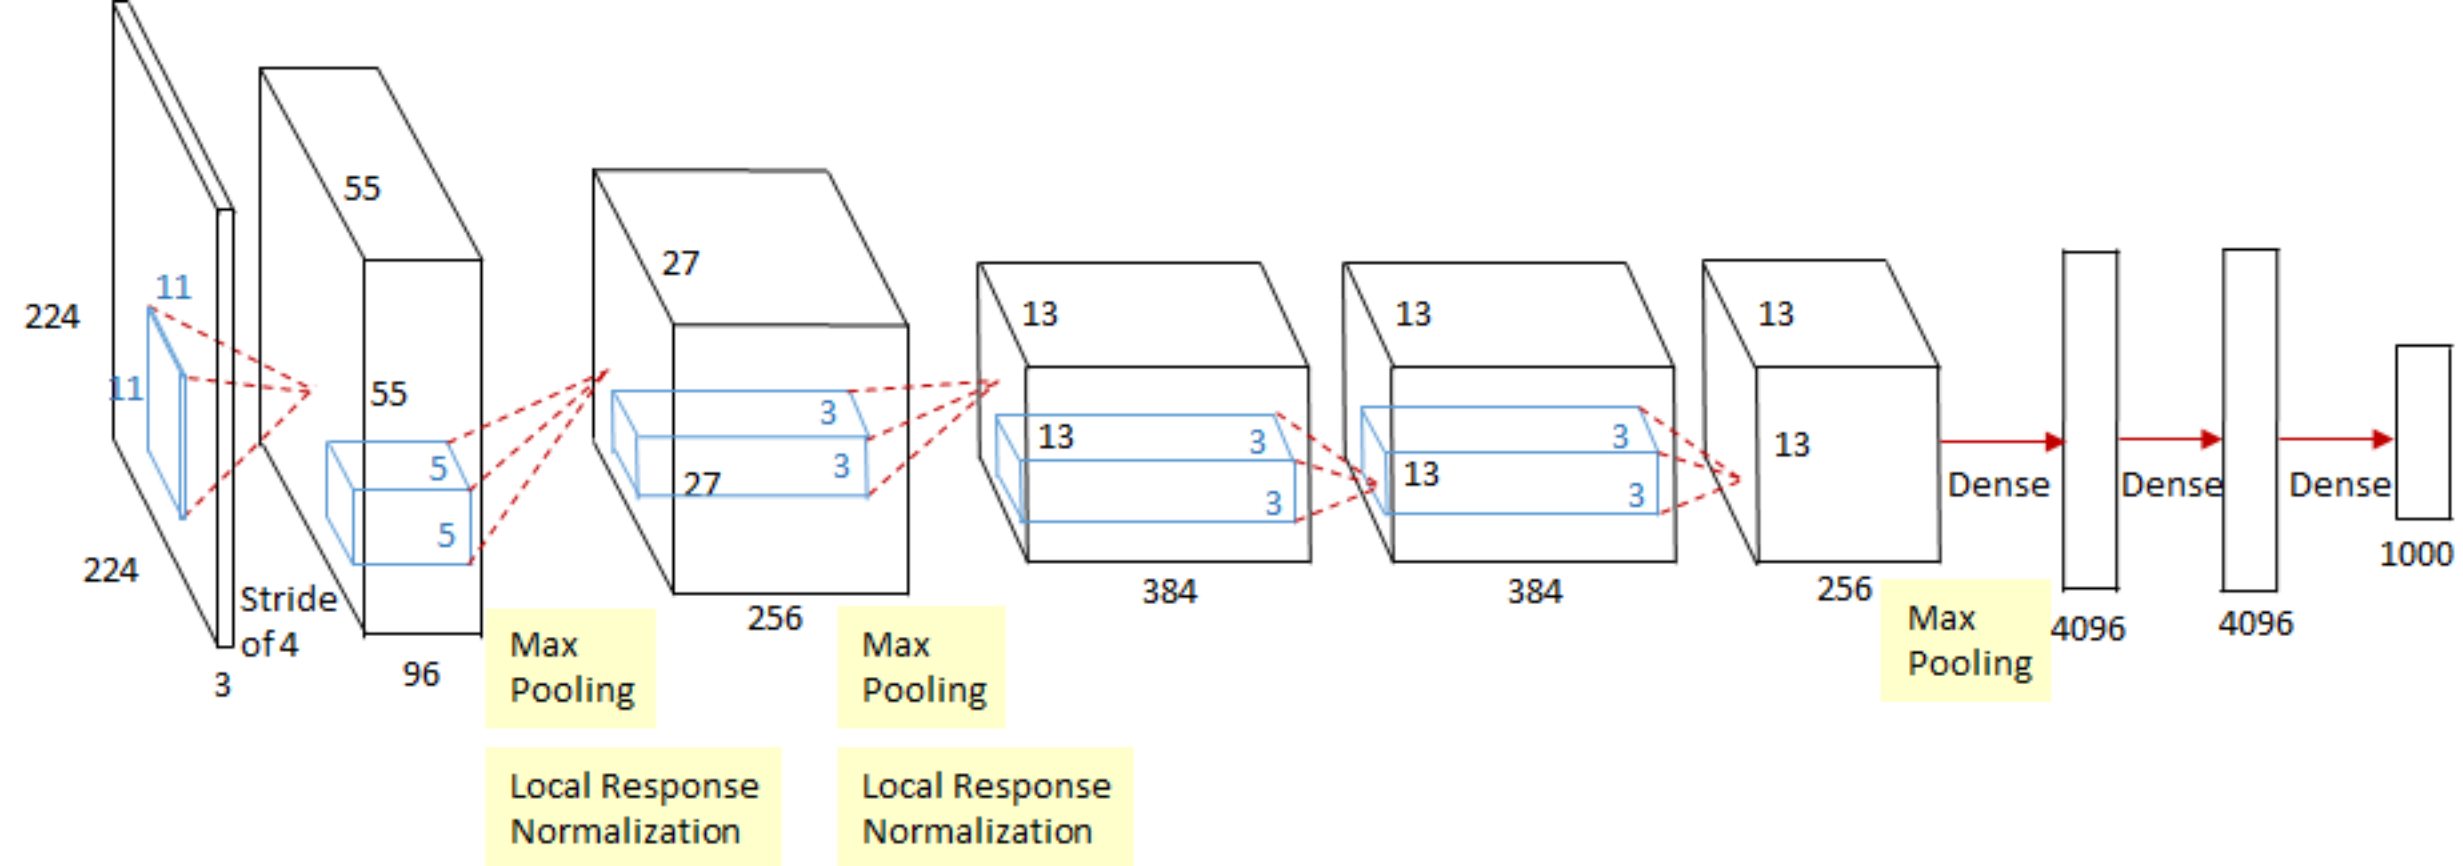 224
11
11
224
3
Stride
of 4
55
55
5
5
96
Max
Pooling
Local Response
Normalization
27
27
3
3
256
Max
Pooling
Local Response
Normalization
13
13
3
3
384
13
13
3
3
384
13
13
256
Max
Pooling
Dense
4096
Dense
4096
Dense
1000